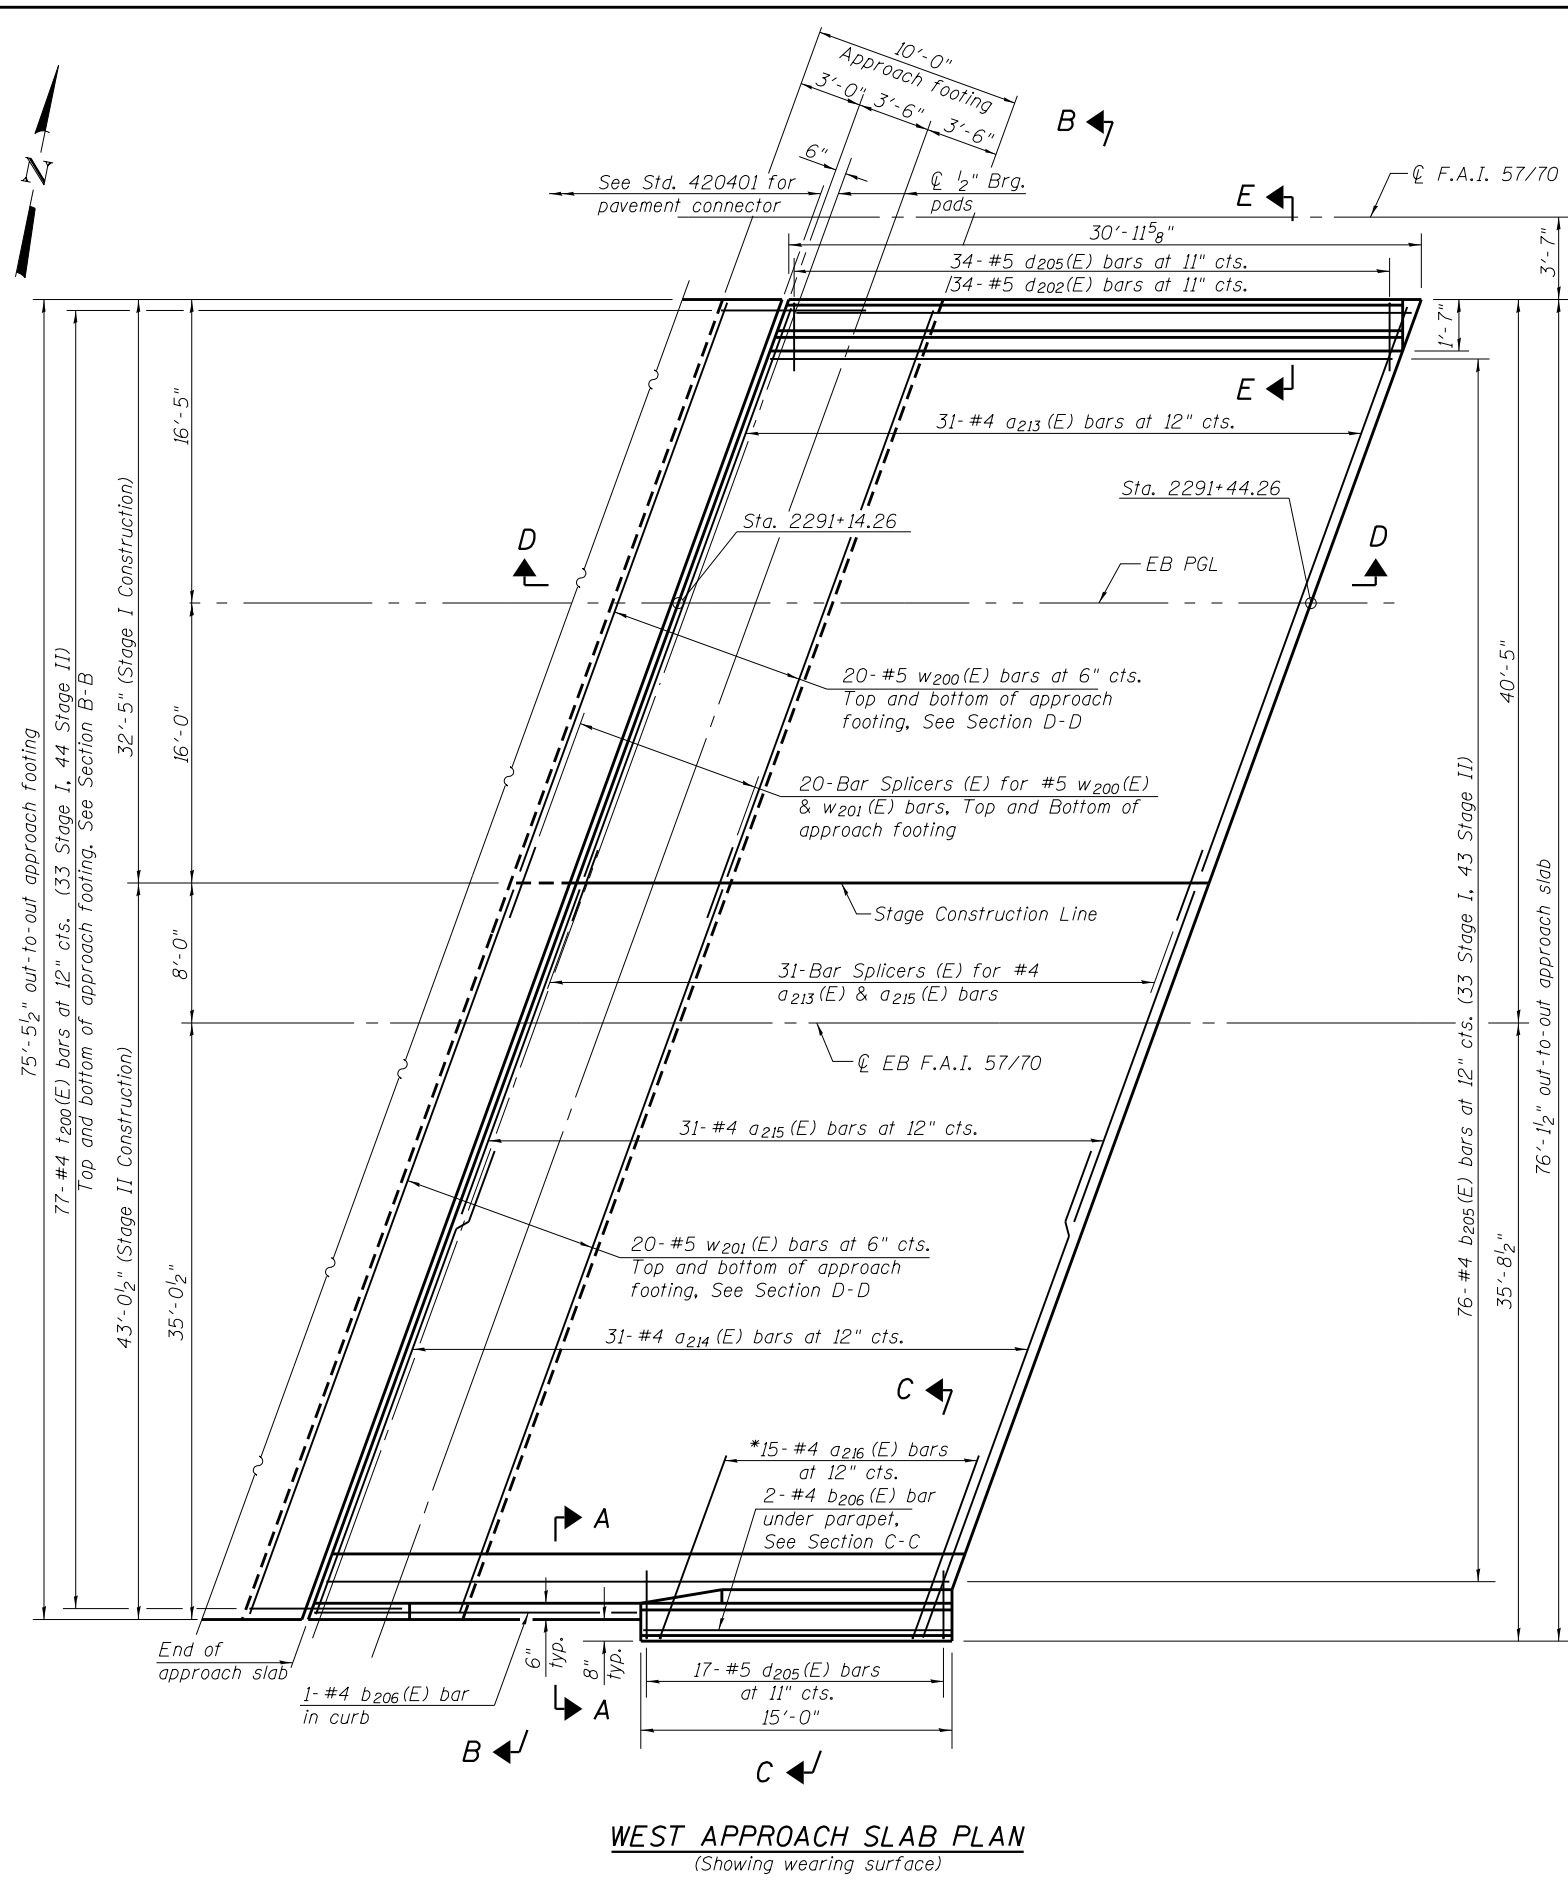 10'-0"
Approach footing
3'-0"
3'-6"
3'-6"
B
6"
N
See Std. 420401 for
pavement connector
℄ 1/2" Brg.
pads
E
℄ F.A.I. 57/70
30'-11 5/8"
3'-7"
34-#5 d205(E) bars at 11" cts.
34-#5 d202(E) bars at 11" cts.
1'-7"
E
16'-5"
31-#4 a213(E) bars at 12" cts.
Sta. 2291+44.26
Sta. 2291+14.26
D
D
EB PGL
32'-5" (Stage I Construction)
20-#5 w200(E) bars at 6" cts.
Top and bottom of approach
footing, See Section D-D
40'-5"
16'-0"
75'-5 1/2" out-to-out approach footing
77-#4 t200(E) bars at 12" cts. (33 Stage I, 44 Stage II)
Top and bottom of approach footing. See Section B-B
20-Bar Splicers (E) for #5 w200(E)
& w201(E) bars, Top and Bottom of
approach footing
Stage Construction Line
8'-0"
31-Bar Splicers (E) for #4
a213(E) & a215(E) bars
℄ EB F.A.I. 57/70
76-#4 b205(E) bars at 12" cts. (33 Stage I, 43 Stage II)
76'-1 1/2" out-to-out approach slab
31-#4 a215(E) bars at 12" cts.
43'-0 1/2" (Stage II Construction)
35'-0 1/2"
35'-8 1/2"
20-#5 w201(E) bars at 6" cts.
Top and bottom of approach
footing, See Section D-D
31-#4 a214(E) bars at 12" cts.
C
*15-#4 a216(E) bars
at 12" cts.
2-#4 b206(E) bar
under parapet,
See Section C-C
A
End of
approach slab
6"
typ.
8"
typ.
17-#5 d205(E) bars
at 11" cts.
1-#4 b206(E) bar
in curb
A
15'-0"
B
C
WEST APPROACH SLAB PLAN
(Showing wearing surface)